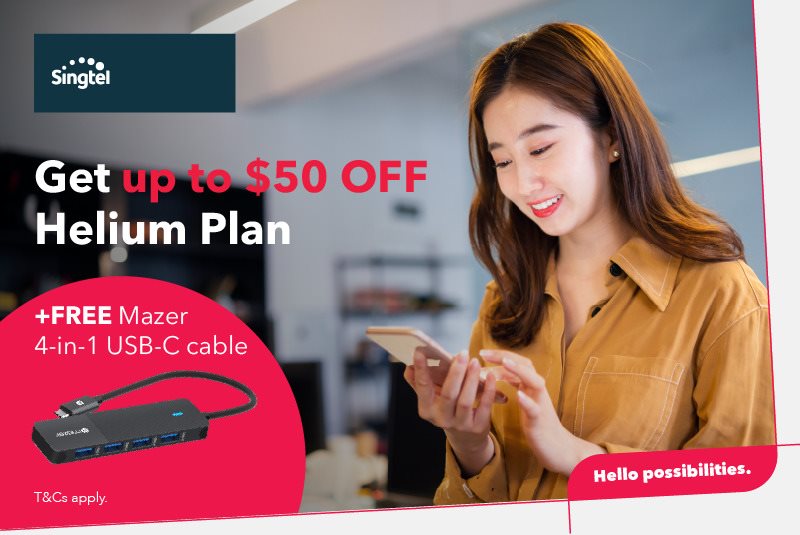 Singtel
Get up to $50 OFF
Helium Plan
+FREE Mazer
4-in-1 USB-C cable
T&Cs apply.
Hello possibilities.